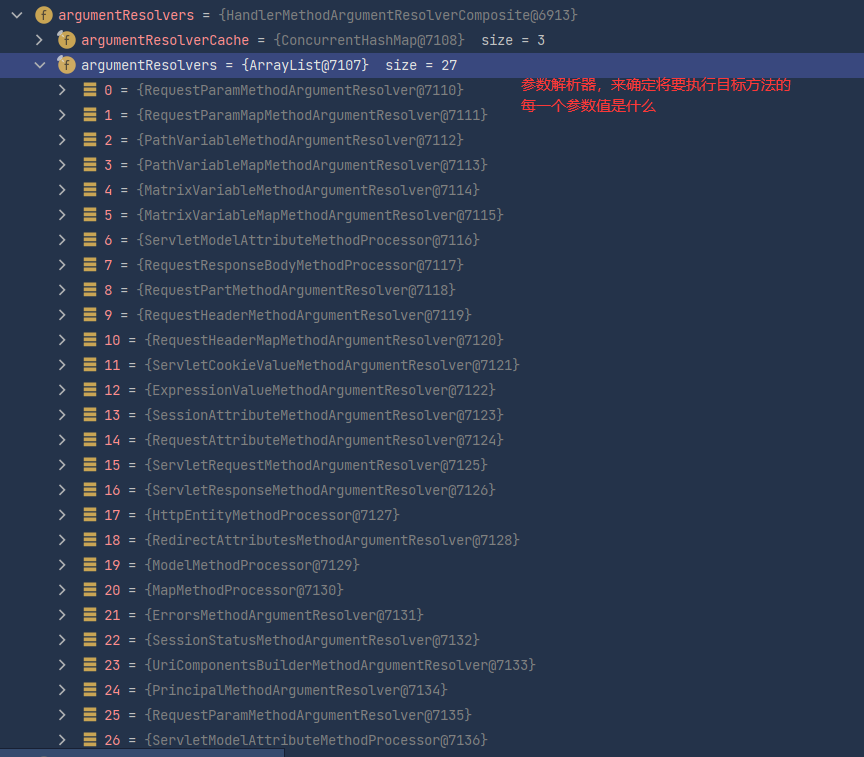 f argumentResolvers = {HandlerMethodArgumentResolverComposite@6913}
f argumentResolverCache = {ConcurrentHashMap@7108} size = 3
f argumentResolvers = {ArrayList@7107} size = 27
0 = {RequestParamMethodArgumentResolver@7110}
参数解析器，来确定将要执行目标方法的
每一个参数值是什么
1 = {RequestParamMapMethodArgumentResolver@7111}
2 = {PathVariableMethodArgumentResolver@7112}
3 = {PathVariableMapMethodArgumentResolver@7113}
4 = {MatrixVariableMethodArgumentResolver@7114}
5 = {MatrixVariableMapMethodArgumentResolver@7115}
6 = {ServletModelAttributeMethodProcessor@7116}
7 = {RequestResponseBodyMethodProcessor@7117}
8 = {RequestPartMethodArgumentResolver@7118}
9 = {RequestHeaderMethodArgumentResolver@7119}
10 = {RequestHeaderMapMethodArgumentResolver@7120}
11 = {ServletCookieValueMethodArgumentResolver@7121}
12 = {ExpressionValueMethodArgumentResolver@7122}
13 = {SessionAttributeMethodArgumentResolver@7123}
14 = {RequestAttributeMethodArgumentResolver@7124}
15 = {ServletRequestMethodArgumentResolver@7125}
16 = {ServletResponseMethodArgumentResolver@7126}
17 = {HttpEntityMethodProcessor@7127}
18 = {RedirectAttributesMethodArgumentResolver@7128}
19 = {ModelMethodProcessor@7129}
20 = {MapMethodProcessor@7130}
21 = {ErrorsMethodArgumentResolver@7131}
22 = {SessionStatusMethodArgumentResolver@7132}
23 = {UriComponentsBuilderMethodArgumentResolver@7133}
24 = {PrincipalMethodArgumentResolver@7134}
25 = {RequestParamMethodArgumentResolver@7135}
26 = {ServletModelAttributeMethodProcessor@7136}